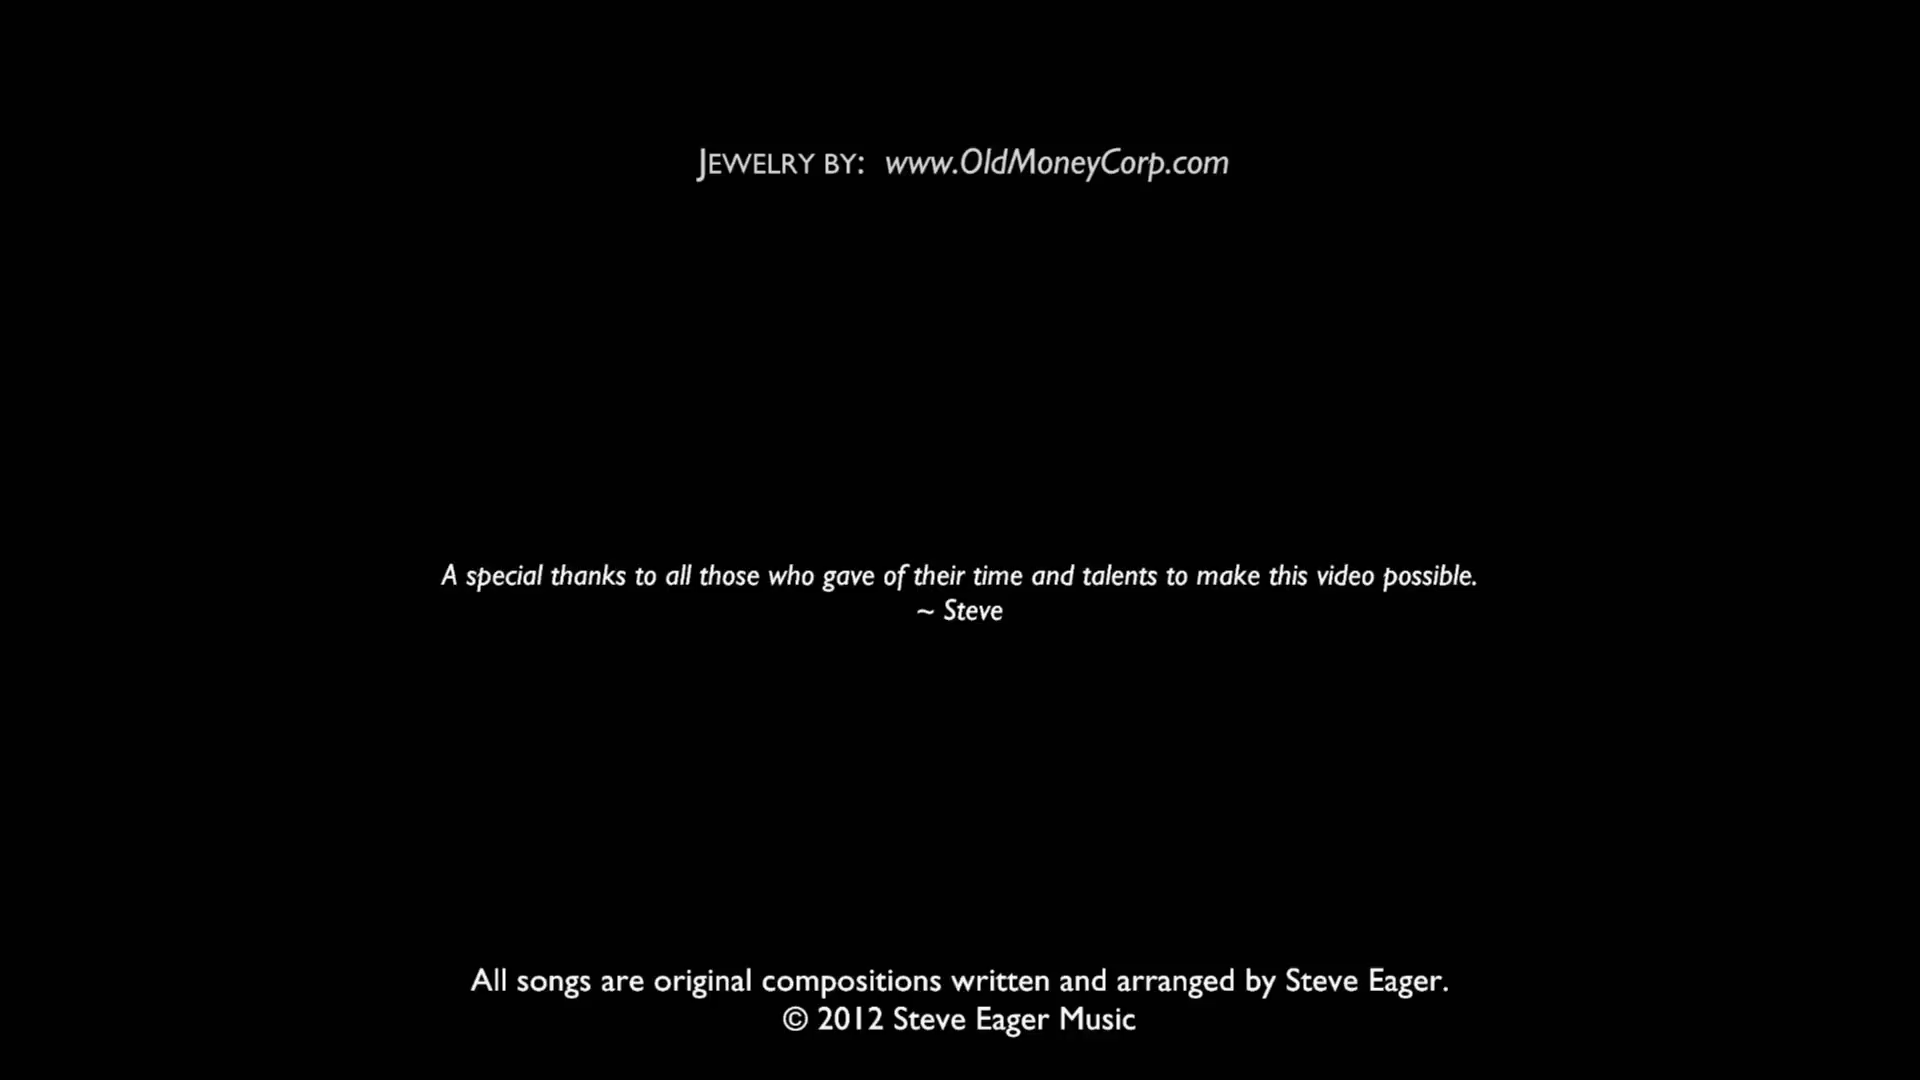 JEWELRY BY: www.OldMoneyCorp.com
A special thanks to all those who gave of their time and talents to make this video possible.
~ Steve
All songs are original compositions written and arranged by Steve Eager.
© 2012 Steve Eager Music